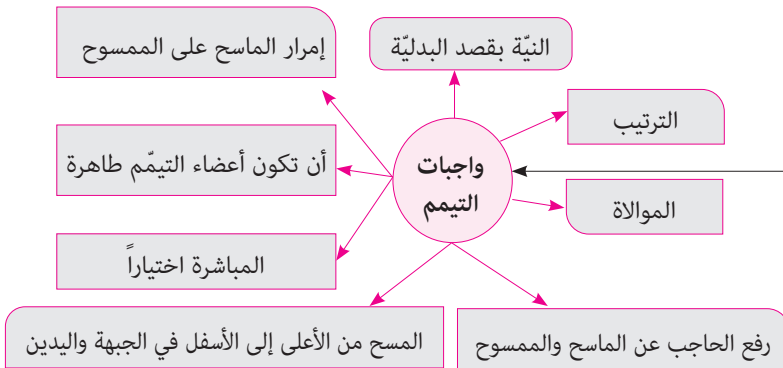 النيّة بقصد البدليّة
إمرار الماسح على الممسوح
الترتيب
واجبات
التيمم
أن تكون أعضاء التيمّم طاهرة
الموالاة
المباشرة اختياراً
رفع الحاجب عن الماسح والممسوح
المسح من الأعلى إلى الأسفل في الجبهة واليدين